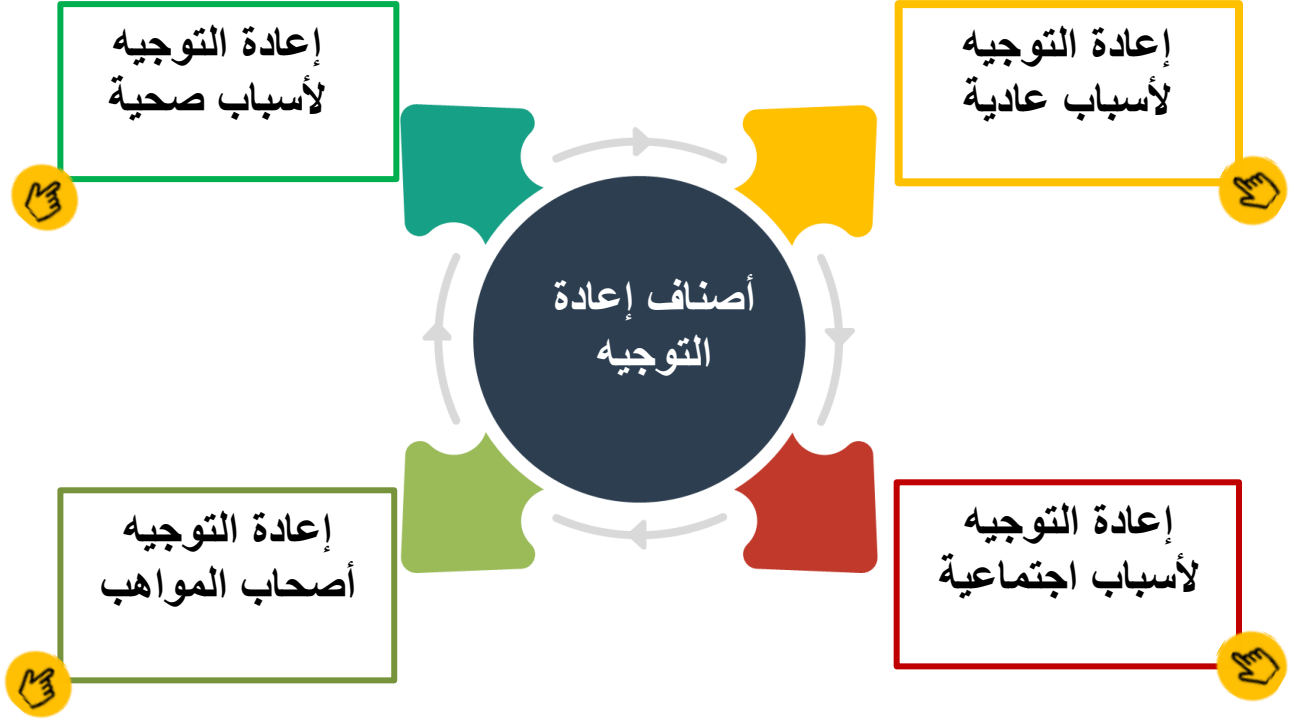 إعادة التوجيه
لأسباب عادية
إعادة التوجيه
لأسباب صحية
أصناف إعادة
التوجيه
إعادة التوجيه
لأسباب اجتماعية
إعادة التوجيه
أصحاب المواهب